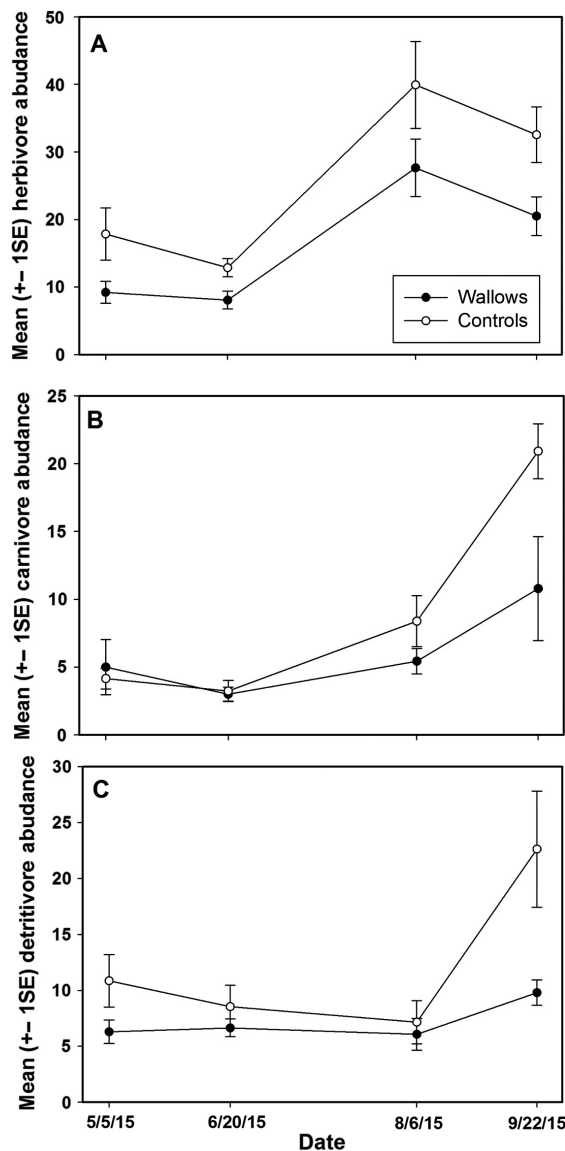 A
Mean (+− 1SE) herbivore abudance
50
40
30
20
10
0
Wallows
Controls
B
Mean (+− 1SE) carnivore abudance
25
20
15
10
5
0
C
Mean (+− 1SE) detritivore abudance
30
25
20
15
10
5
0
5/5/15 6/20/15 8/6/15 9/22/15
Date